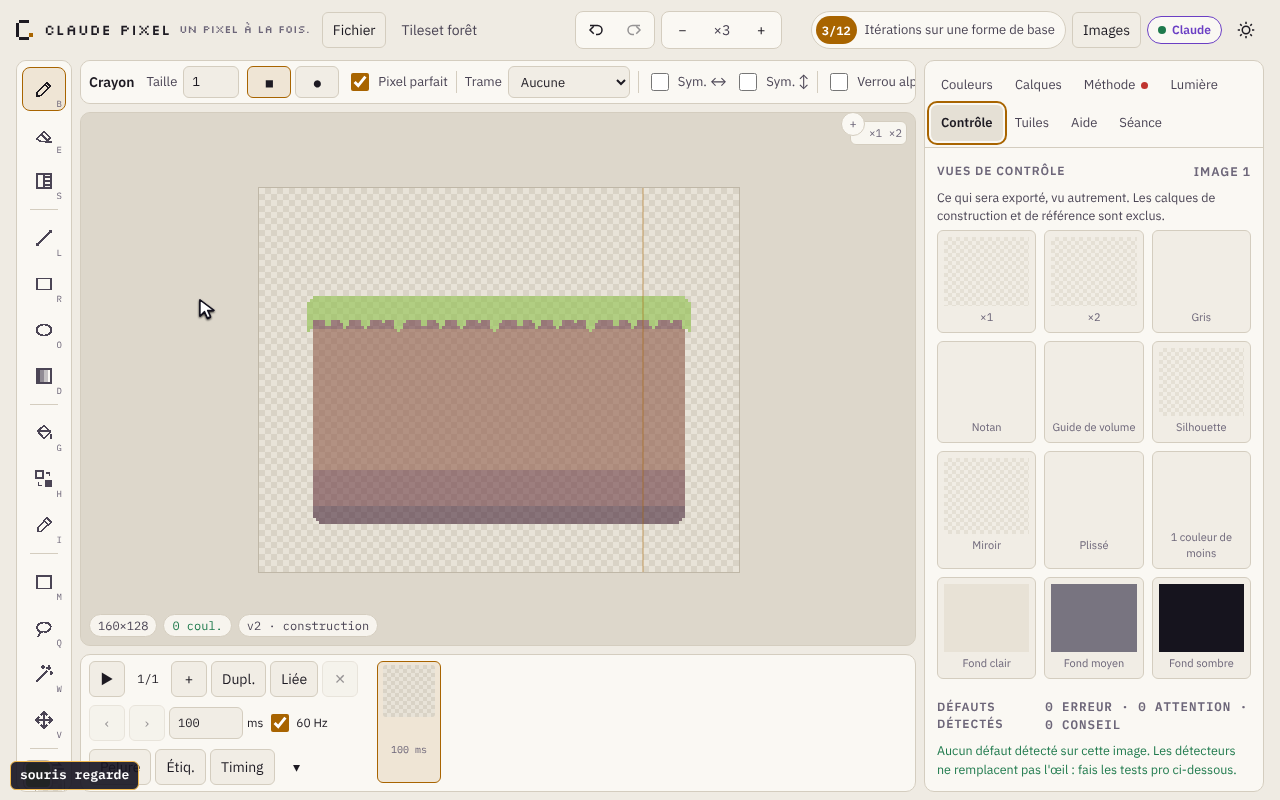 CLAUDE PIXEL UN PIXEL À LA FOIS. Fichier Tileset forêt − ×3 + 3/12 Itérations sur une forme de base Images Claude
Crayon Taille 1 Pixel parfait Trame Aucune Sym. ↔ Sym. ↕ Verrou alp
B
E
S
L
R
O
D
G
H
I
M
Q
W
V
+ ×1 ×2
160×128 0 coul. v2 · construction
1/1 + Dupl. Liée ✕
‹ › 100 ms 60 Hz
Étiq. Timing ▼
100 ms
souris regarde
Couleurs Calques Méthode Lumière
Contrôle Tuiles Aide Séance
VUES DE CONTRÔLE IMAGE 1
Ce qui sera exporté, vu autrement. Les calques de
construction et de référence sont exclus.
×1 ×2 Gris
Notan Guide de volume Silhouette
Miroir Plissé 1 couleur de
moins
Fond clair Fond moyen Fond sombre
DÉFAUTS
DÉTECTÉS
0 ERREUR · 0 ATTENTION ·
0 CONSEIL
Aucun défaut détecté sur cette image. Les détecteurs
ne remplacent pas l'œil : fais les tests pro ci-dessous.